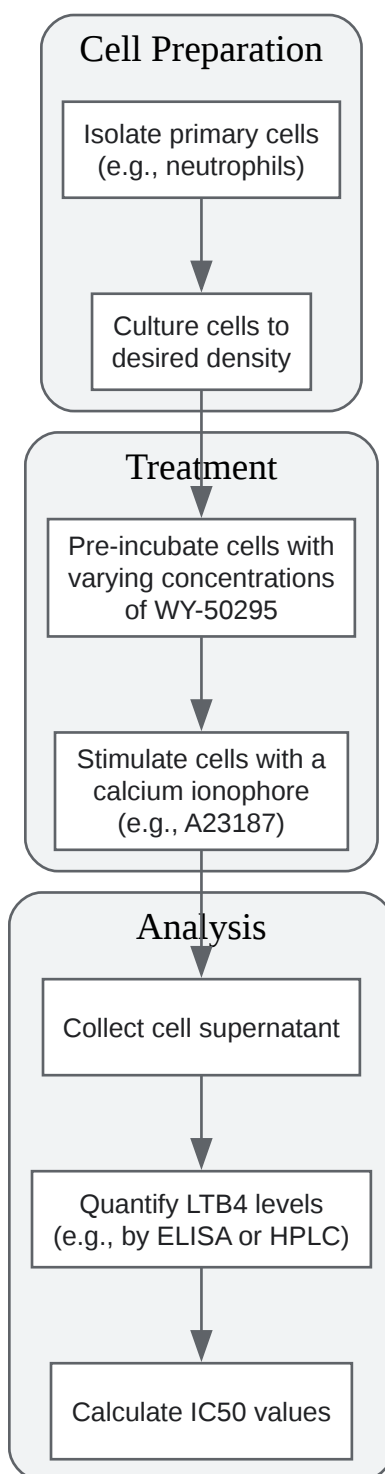 Cell Preparation
Isolate primary cells
(e.g., neutrophils)
Culture cells to
desired density
Treatment
Pre-incubate cells with
varying concentrations
of WY-50295
Stimulate cells with a
calcium ionophore
(e.g., A23187)
Analysis
Collect cell supernatant
Quantify LTB4 levels
(e.g., by ELISA or HPLC)
Calculate IC50 values